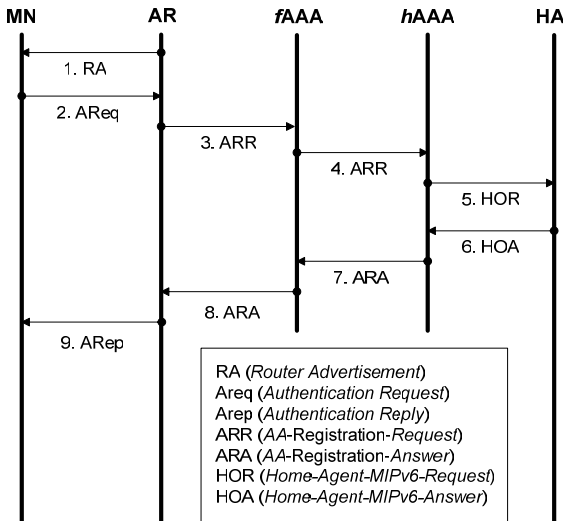 MN AR fAAA hAAA HA
1. RA
2. AReq
3. ARR
4. ARR
5. HOR
6. HOA
7. ARA
8. ARA
9. ARep
RA (Router Advertisement)
Areq (Authentication Request)
Arep (Authentication Reply)
ARR (AA-Registration-Request)
ARA (AA-Registration-Answer)
HOR (Home-Agent-MIPv6-Request)
HOA (Home-Agent-MIPv6-Answer)